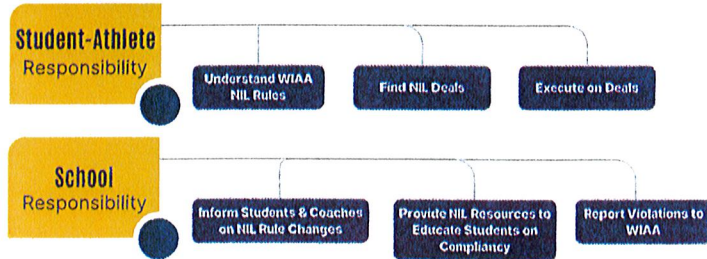 Student-Athlete
Responsibility
Understand WIAA
NIL Rules
Find NIL Deals
Execute on Deals
School
Responsibility
Inform Students & Coaches
on NIL Rule Changes
Provide NIL Resources to
Educate Students on
Compliancy
Report Violations to
WIAA